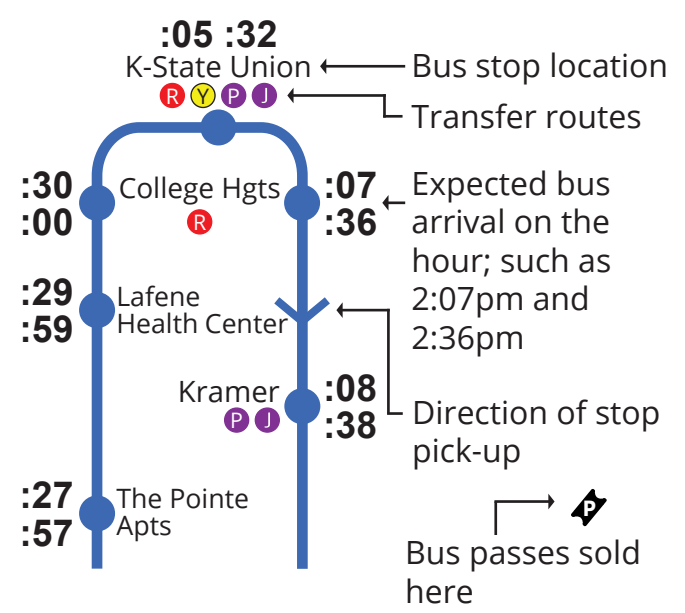 :05 :32
K-State Union
Bus stop location
R Y P J
Transfer routes
:30
:00
College Hgts
R
:07
:36
Expected bus
arrival on the
hour; such as
2:07pm and
2:36pm
:29
:59
Lafene
Health Center
Kramer
P J
:08
:38
Direction of stop
pick-up
:27
:57
The Pointe
Apts
P
Bus passes sold
here